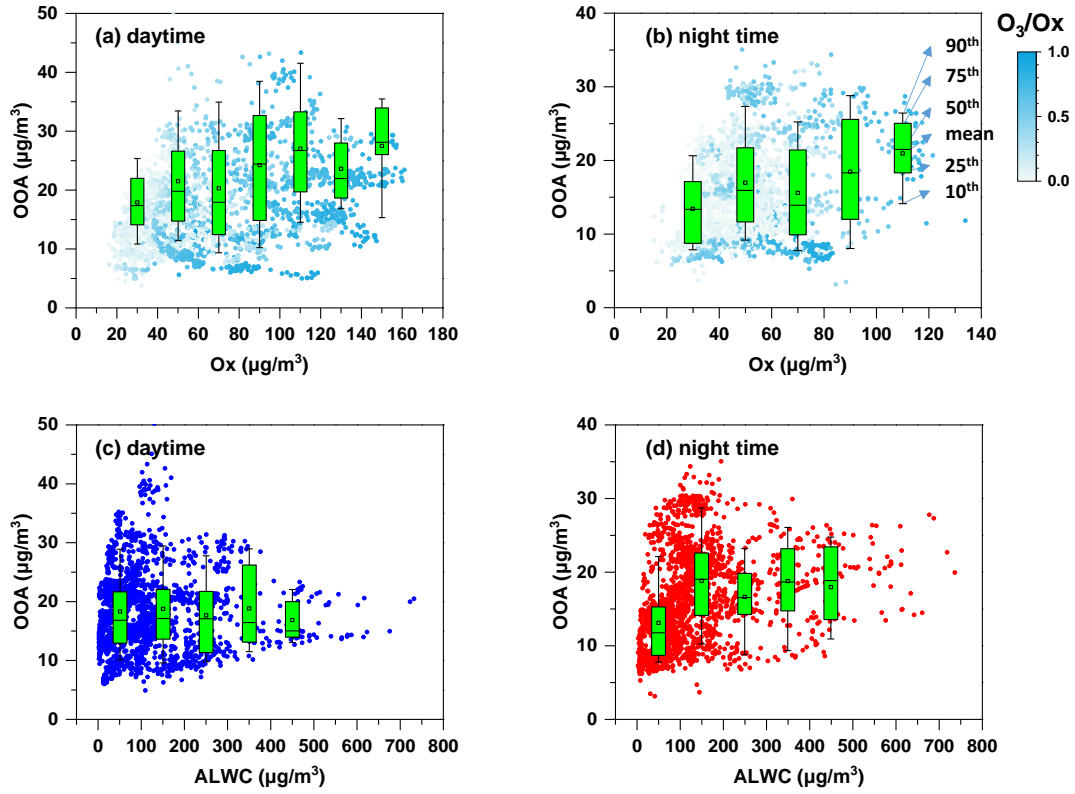 (a) daytime
50
40
30
20
10
0
OOA (µg/m³)
0 20 40 60 80 100 120 140 160 180
Ox (µg/m³)
(b) night time
40
30
20
10
0
OOA (µg/m³)
0 20 40 60 80 100 120 140
Ox (µg/m³)
90th
75th
50th
mean
25th
10th
O₃/Ox
1.0
0.5
0.0
(c) daytime
50
40
30
20
10
0
OOA (µg/m³)
0 100 200 300 400 500 600 700 800
ALWC (µg/m³)
(d) night time
40
30
20
10
0
OOA (µg/m³)
0 100 200 300 400 500 600 700 800
ALWC (µg/m³)